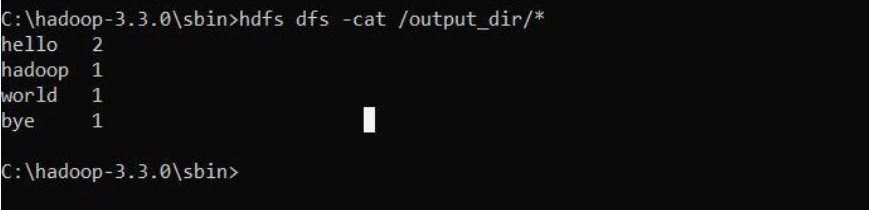 C:\hadoop-3.3.0\sbin>hdfs dfs -cat /output_dir/*
hello   2
hadoop  1
world   1
bye     1
C:\hadoop-3.3.0\sbin>